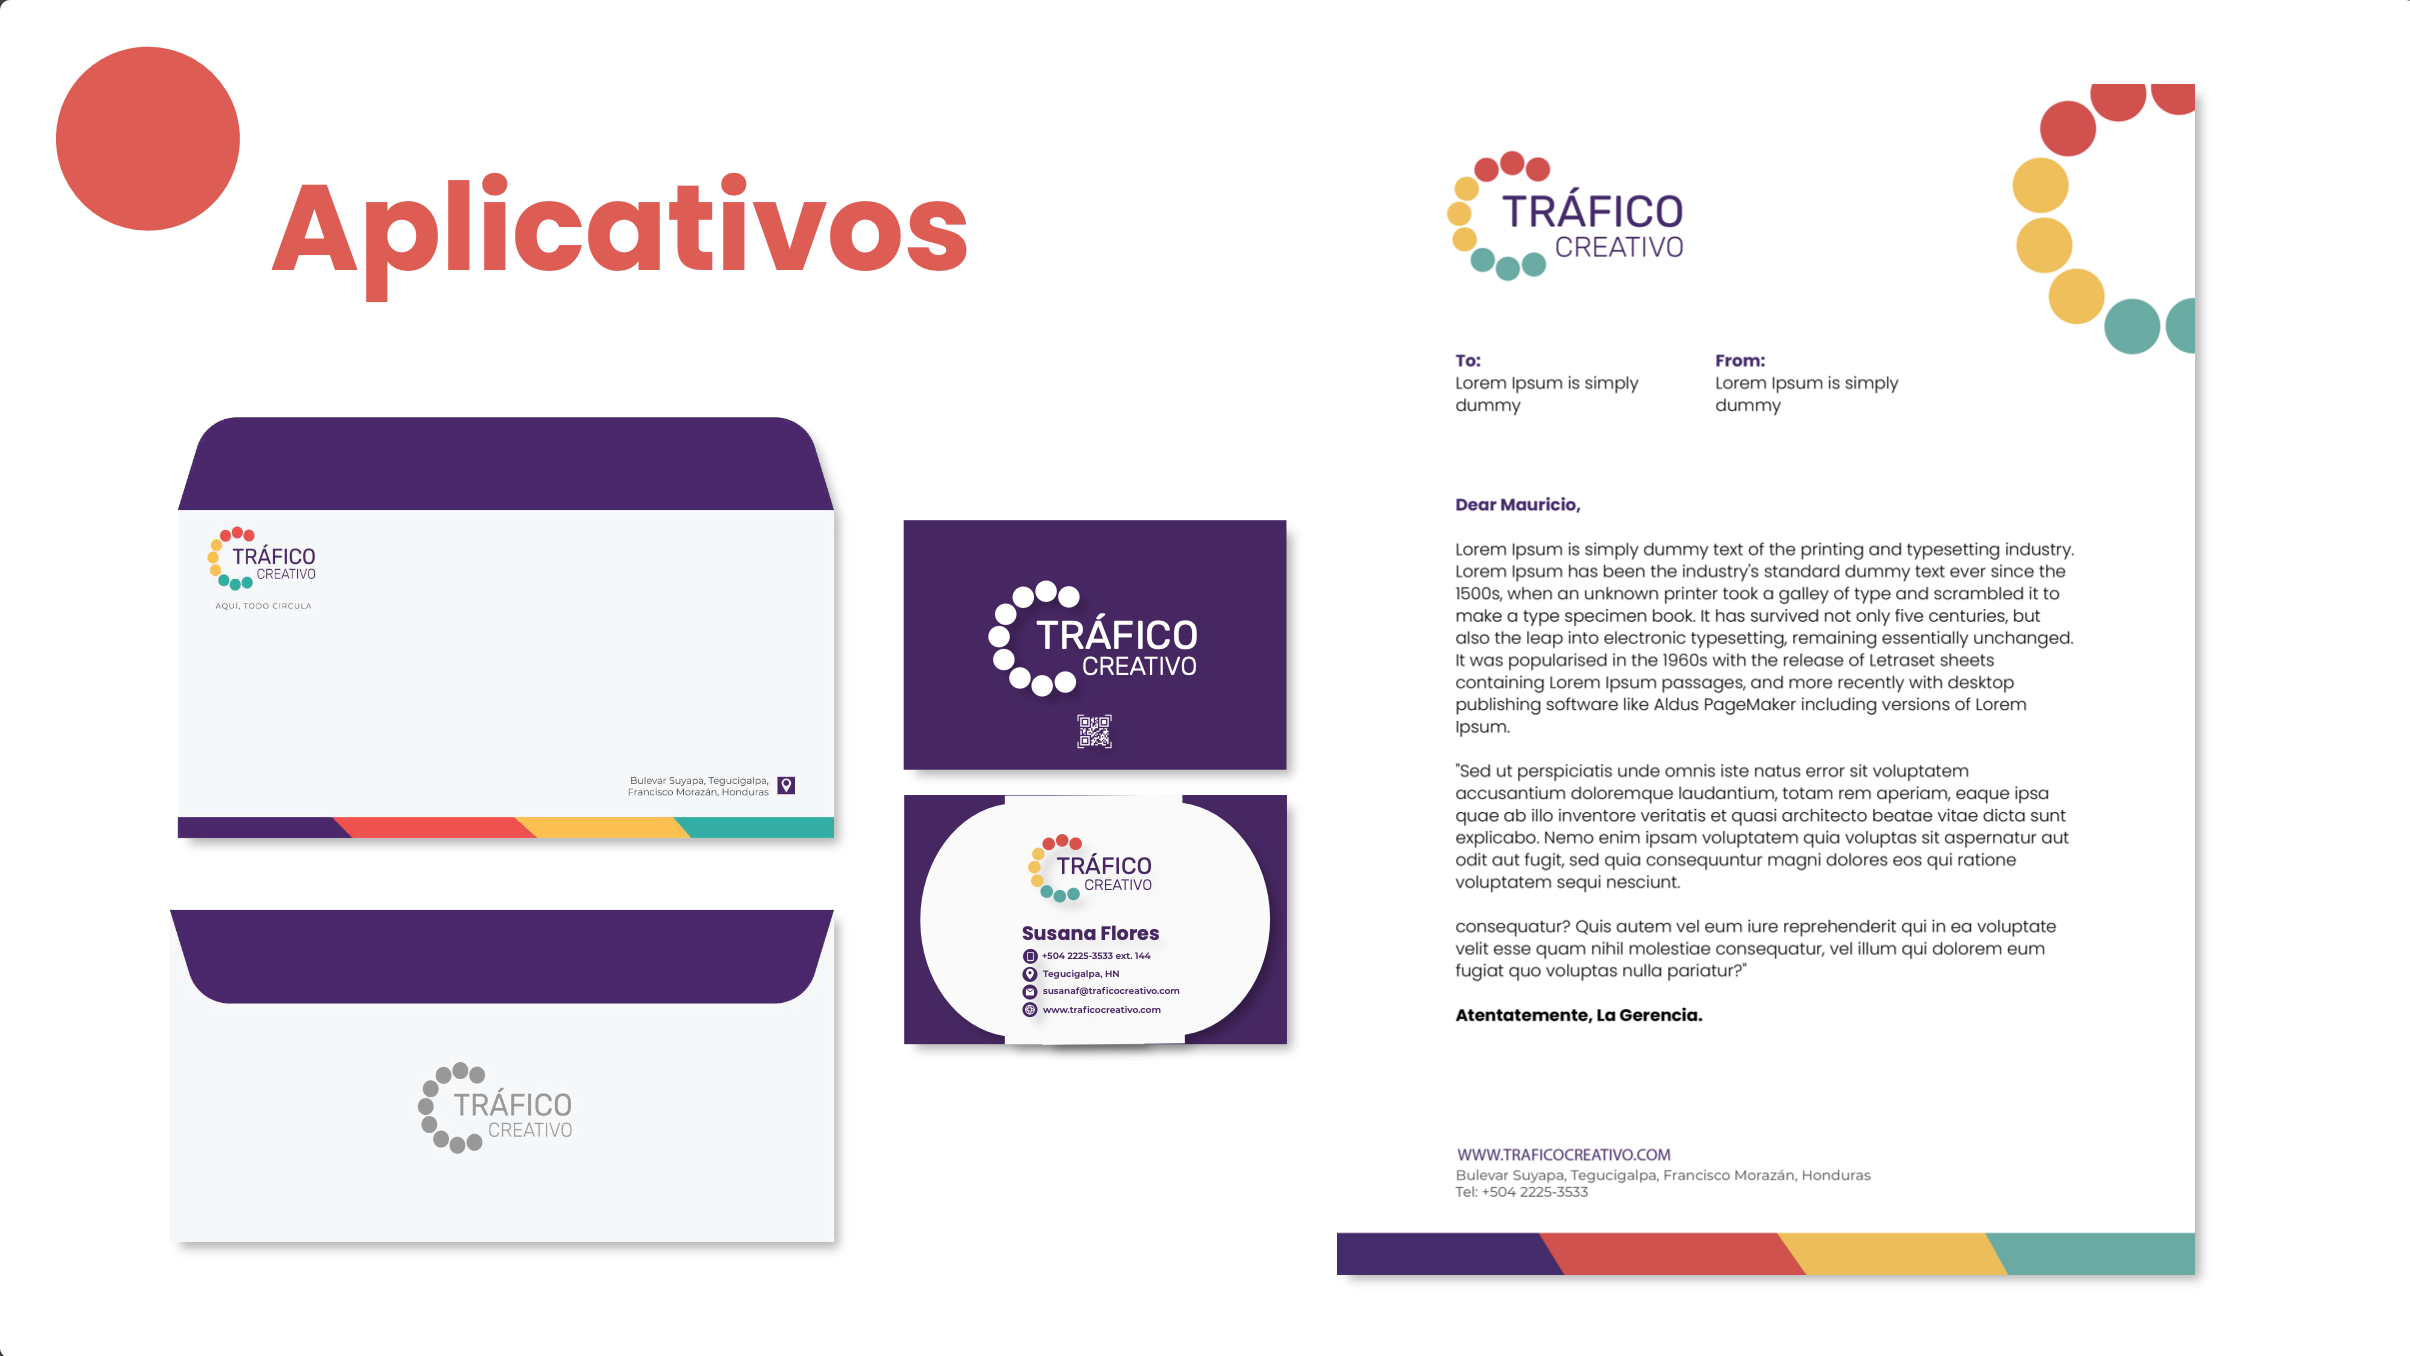 Aplicativos
TRÁFICO
CREATIVO
AQUÍ, TODO CIRCULA
Bulevar Suyapa, Tegucigalpa,
Francisco Morazán, Honduras
TRÁFICO
CREATIVO
TRÁFICO
CREATIVO
TRÁFICO
CREATIVO
Susana Flores
+504 2225-3533 ext. 144
Tegucigalpa, HN
susanaf@traficocreativo.com
www.traficocreativo.com
TRÁFICO
CREATIVO
To:
Lorem Ipsum is simply
dummy
From:
Lorem Ipsum is simply
dummy
Dear Mauricio,
Lorem Ipsum is simply dummy text of the printing and typesetting industry.
Lorem Ipsum has been the industry's standard dummy text ever since the
1500s, when an unknown printer took a galley of type and scrambled it to
make a type specimen book. It has survived not only five centuries, but
also the leap into electronic typesetting, remaining essentially unchanged.
It was popularised in the 1960s with the release of Letraset sheets
containing Lorem Ipsum passages, and more recently with desktop
publishing software like Aldus PageMaker including versions of Lorem
Ipsum.
"Sed ut perspiciatis unde omnis iste natus error sit voluptatem
accusantium doloremque laudantium, totam rem aperiam, eaque ipsa
quae ab illo inventore veritatis et quasi architecto beatae vitae dicta sunt
explicabo. Nemo enim ipsam voluptatem quia voluptas sit aspernatur aut
odit aut fugit, sed quia consequuntur magni dolores eos qui ratione
voluptatem sequi nesciunt.
consequatur? Quis autem vel eum iure reprehenderit qui in ea voluptate
velit esse quam nihil molestiae consequatur, vel illum qui dolorem eum
fugiat quo voluptas nulla pariatur?"
Atentatemente, La Gerencia.
WWW.TRAFICOCREATIVO.COM
Bulevar Suyapa, Tegucigalpa, Francisco Morazán, Honduras
Tel: +504 2225-3533